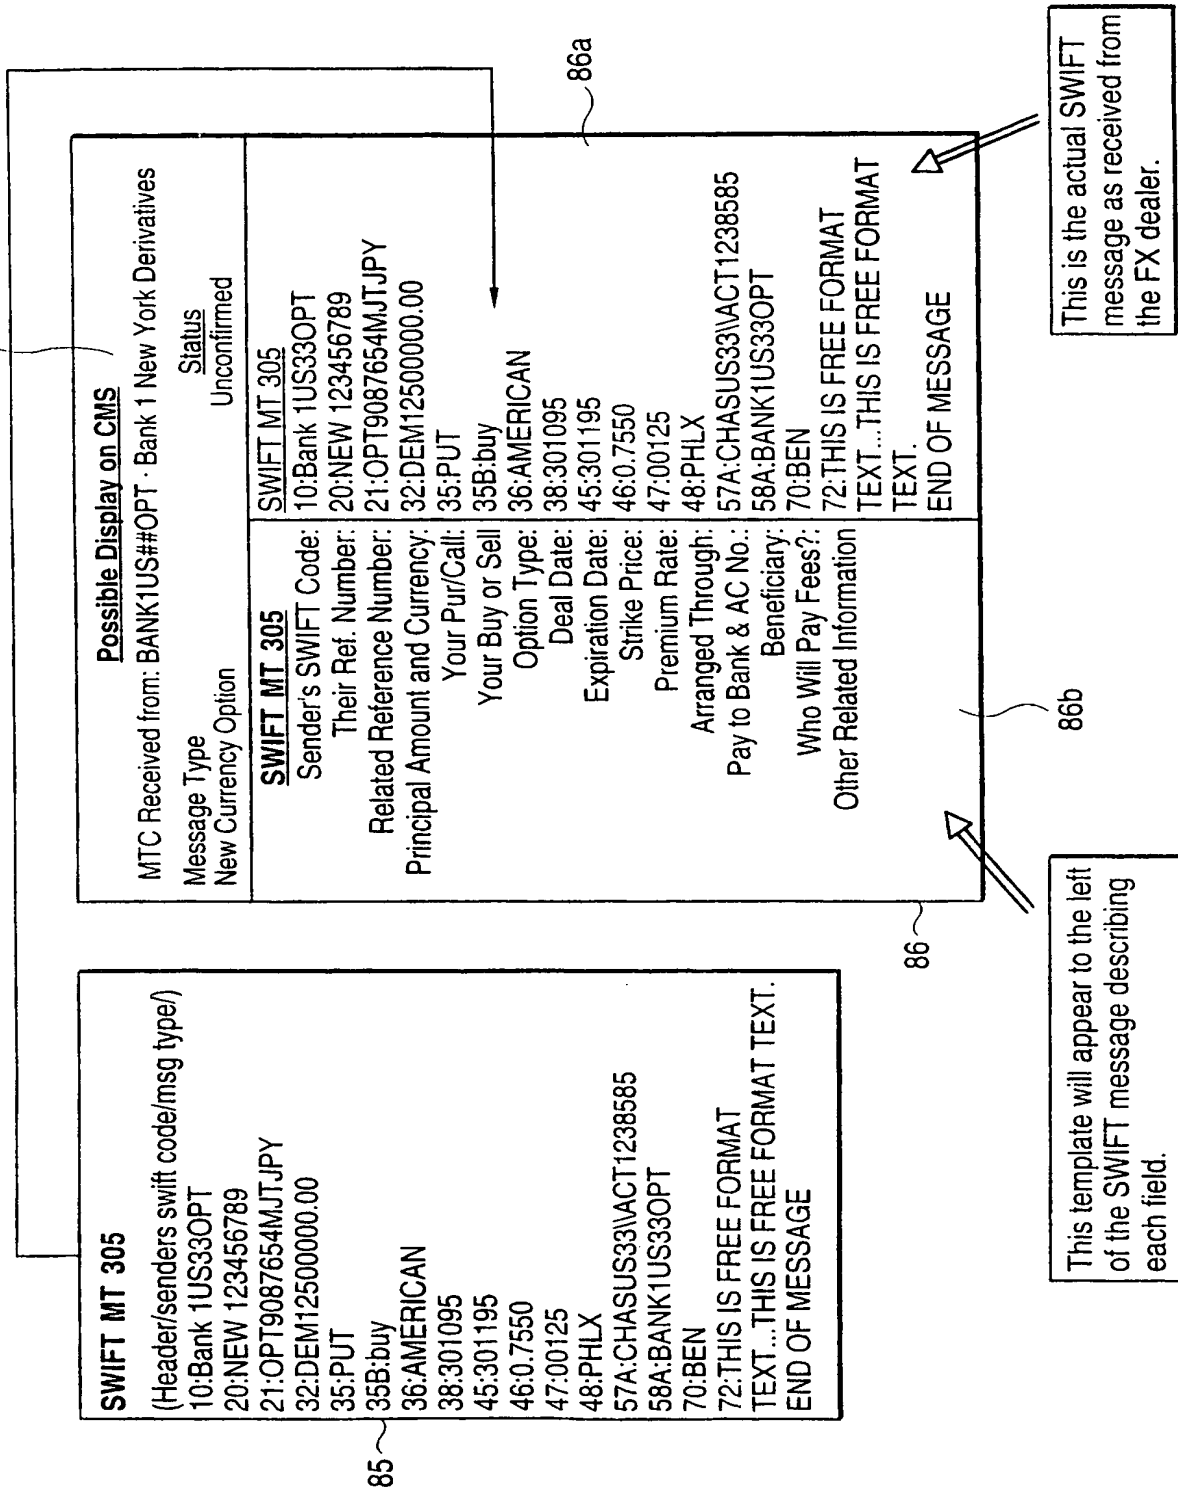 SWIFT MT 305
(Header/senders swift code/msg type/)
10:Bank 1US33OPT
20:NEW 123456789
21:OPT9087654MJTJPY
32:DEM12500000.00
35:PUT
35B:buy
36:AMERICAN
38:301095
45:301195
46:0.7550
47:00125
48:PHLX
57A:CHASUS33\\ACT1238585
58A:BANK1US33OPT
70:BEN
72:THIS IS FREE FORMAT
TEXT...THIS IS FREE FORMAT TEXT.
END OF MESSAGE
85
Possible Display on CMS
MTC Received from: BANK1US##OPT · Bank 1 New York Derivatives
Message Type
New Currency Option
Status
Unconfirmed
SWIFT MT 305
Sender's SWIFT Code:
Their Ref. Number:
Related Reference Number:
Principal Amount and Currency:
Your Pur/Call:
Your Buy or Sell
Option Type:
Deal Date:
Expiration Date:
Strike Price:
Premium Rate:
Arranged Through:
Pay to Bank & AC No.:
Beneficiary:
Who Will Pay Fees?:
Other Related Information
SWIFT MT 305
10:Bank 1US33OPT
20:NEW 123456789
21:OPT9087654MJTJPY
32:DEM12500000.00
35:PUT
35B:buy
36:AMERICAN
38:301095
45:301195
46:0.7550
47:00125
48:PHLX
57A:CHASUS33\\ACT1238585
58A:BANK1US33OPT
70:BEN
72:THIS IS FREE FORMAT
TEXT...THIS IS FREE FORMAT
TEXT.
END OF MESSAGE
86
86a
86b
This template will appear to the left
of the SWIFT message describing
each field.
This is the actual SWIFT
message as received from
the FX dealer.